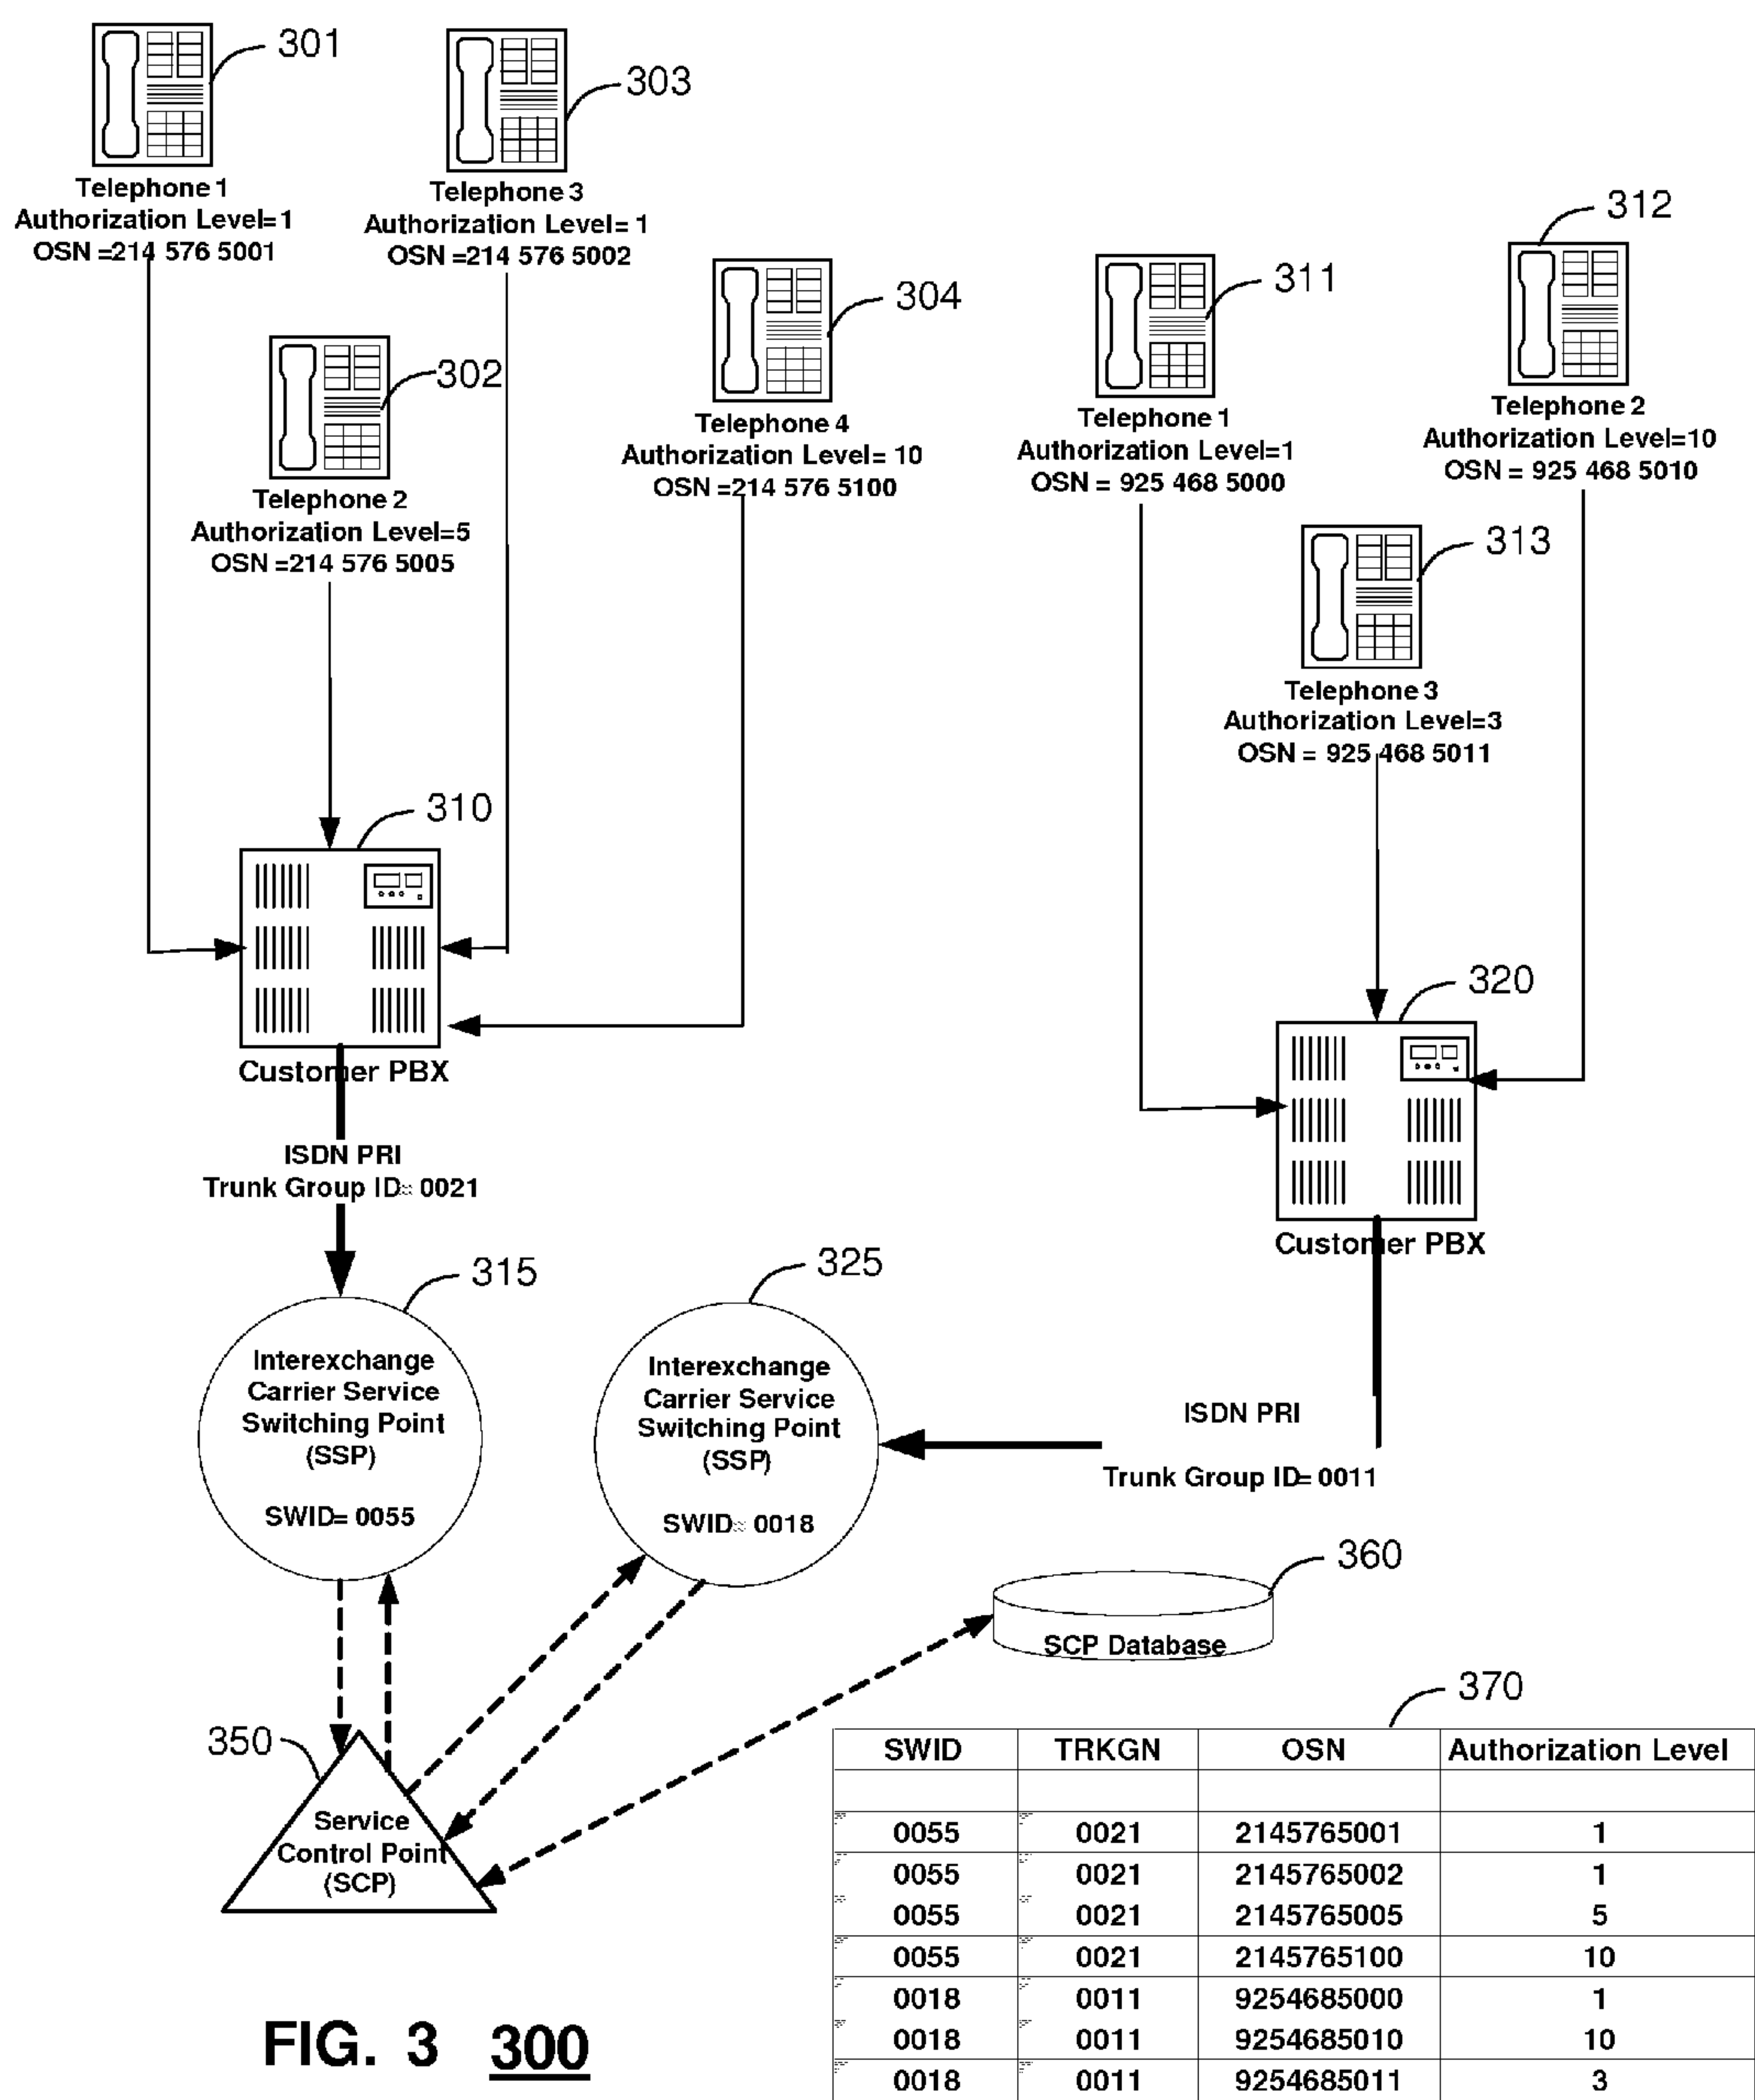 301
Telephone 1
Authorization Level= 1
OSN =214 576 5001
303
Telephone 3
Authorization Level= 1
OSN =214 576 5002
302
Telephone 2
Authorization Level=5
OSN =214 576 5005
304
Telephone 4
Authorization Level= 10
OSN =214 576 5100
311
Telephone 1
Authorization Level=1
OSN = 925 468 5000
312
Telephone 2
Authorization Level=10
OSN = 925 468 5010
313
Telephone 3
Authorization Level=3
OSN = 925 468 5011
310
Customer PBX
ISDN PRI
Trunk Group ID= 0021
320
Customer PBX
ISDN PRI
Trunk Group ID= 0011
315
Interexchange
Carrier Service
Switching Point
(SSP)
SWID= 0055
325
Interexchange
Carrier Service
Switching Point
(SSP)
SWID= 0018
360
SCP Database
350
Service
Control Point
(SCP)
370
SWID TRKGN OSN Authorization Level
0055 0021 2145765001 1
0055 0021 2145765002 1
0055 0021 2145765005 5
0055 0021 2145765100 10
0018 0011 9254685000 1
0018 0011 9254685010 10
0018 0011 9254685011 3
FIG. 3 300